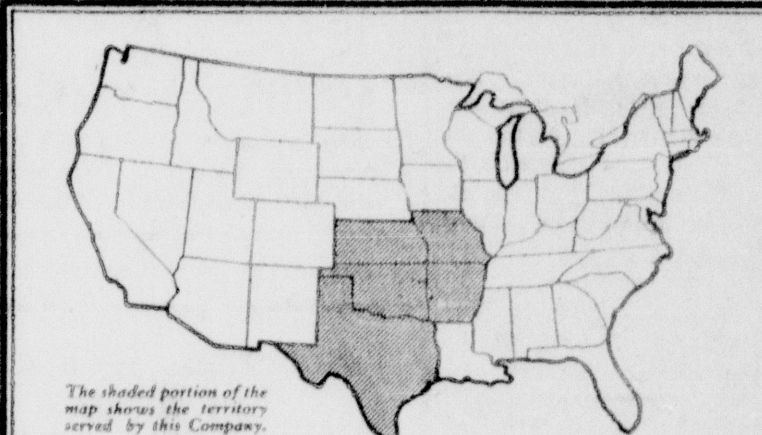 The shaded portion of the
map shows the territory
served by this Company.